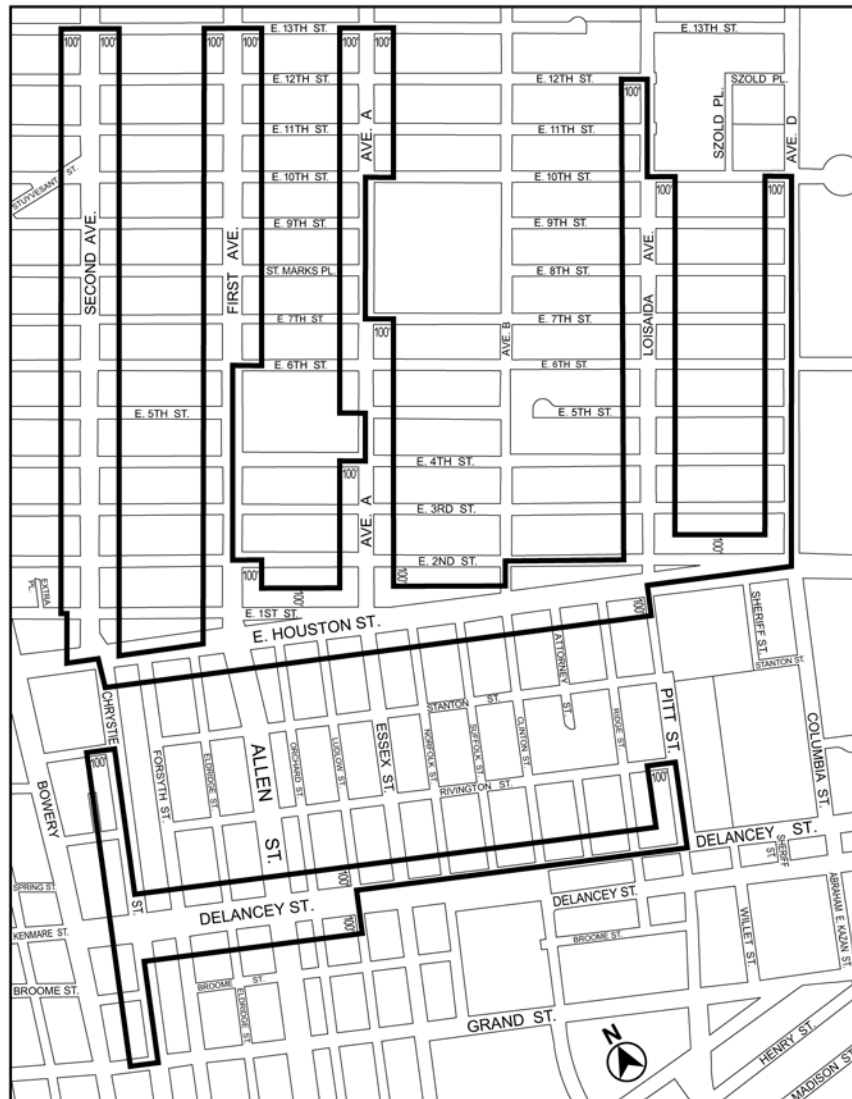 E. 13TH ST.
E. 13TH ST.
100'
100'
100'
100'
100'
100'
E. 12TH ST.
E. 12TH ST.
SZOLD PL.
100'
AVE. A
SZOLD PL.
AVE. D
E. 11TH ST.
E. 11TH ST.
STUYVESANT ST.
E. 10TH ST.
E. 10TH ST.
100'
100'
SECOND AVE.
FIRST AVE.
E. 9TH ST.
E. 9TH ST.
LOISAIDA AVE.
ST. MARKS PL.
E. 8TH ST.
E. 7TH ST.
100'
AVE. B
E. 7TH ST.
E. 6TH ST.
E. 6TH ST.
E. 5TH ST.
E. 5TH ST.
E. 4TH ST.
100'
AVE. A
E. 3RD ST.
100'
E. 2ND ST.
EXTRA PL.
100'
100'
100'
E. 1ST ST.
100'
E. HOUSTON ST.
SHERIFF ST.
ATTORNEY ST.
STANTON ST.
CHRYSTIE ST.
STANTON ST.
PITT ST.
COLUMBIA ST.
BOWERY
100'
FORSYTH ST.
ELDRIDGE ST.
ALLEN ST.
ORCHARD ST.
LUDLOW ST.
ESSEX ST.
NORFOLK ST.
SUFFOLK ST.
CLINTON ST.
RIDGE ST.
100'
RIVINGTON ST.
DELANCEY ST.
SHERIFF ST.
SPRING ST.
100'
DELANCEY ST.
100'
DELANCEY ST.
WILLET ST.
ABRAHAM E. KAZAN ST.
KENMARE ST.
BROOME ST.
BROOME ST.
BROOME ST.
ELDRIDGE ST.
GRAND ST.
N
HENRY ST.
MADISON ST.